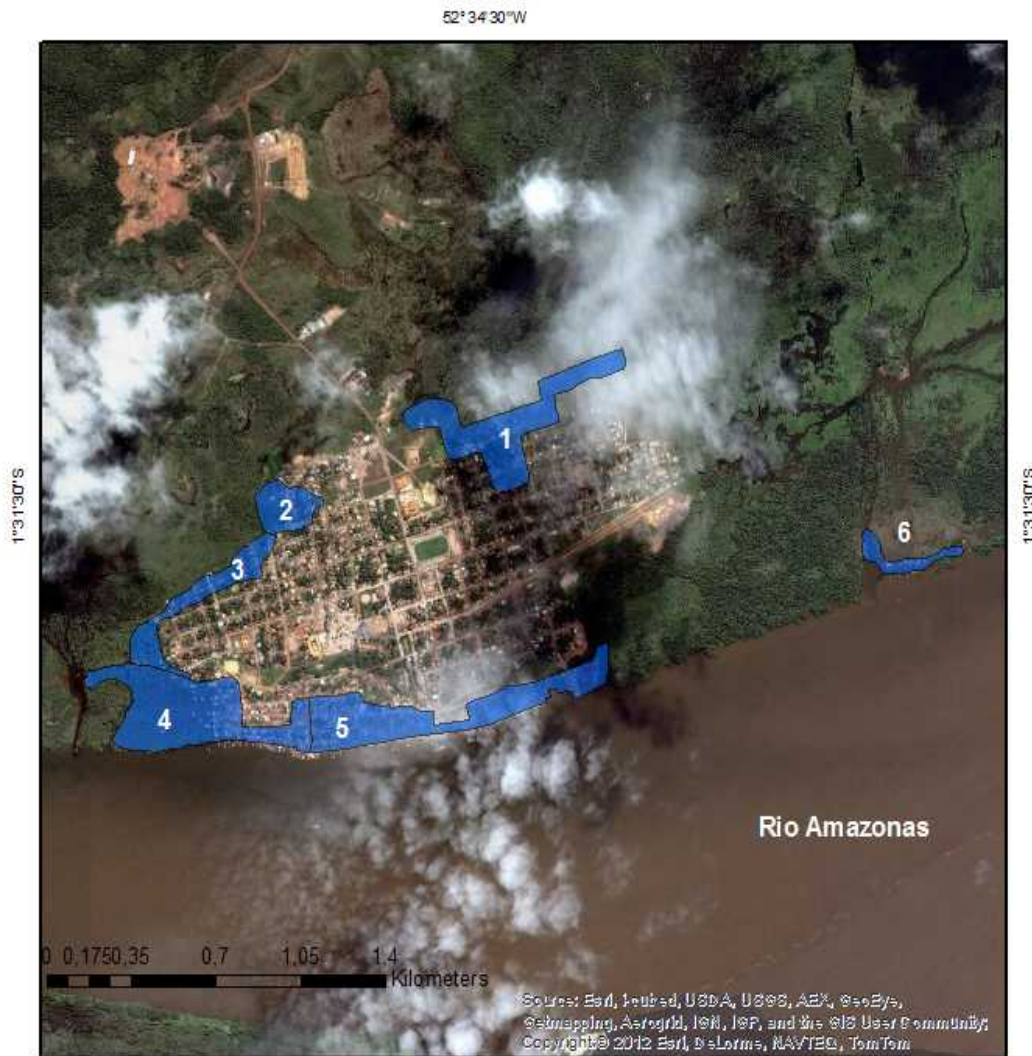 52°34'30"W
1°31'30"S
1°31'30"S
1
2
3
4
5
6
Rio Amazonas
0 0,1750,35 0,7 1,05 1,4
Kilometers
Source: Esri, i-cubed, USDA, USGS, AEX, GeoEye,
Getmapping, Aerogrid, IGN, IGP, and the GIS User Community;
Copyright:© 2012 Esri, DeLorme, NAVTEQ, TomTom